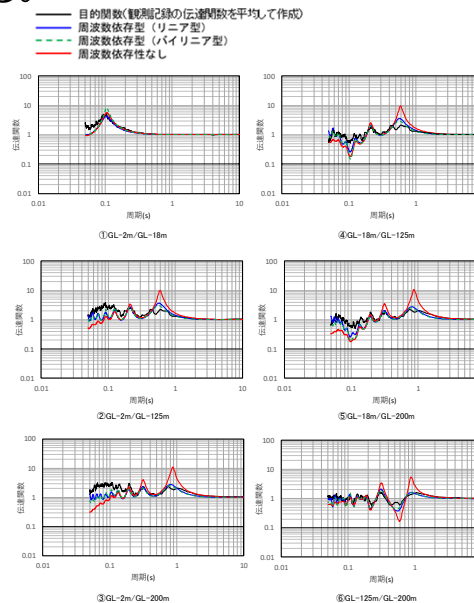 る。
目的関数(観測記録の伝達関数を平均して作成)
周波数依存型(リニア型)
周波数依存型(バイリニア型)
周波数依存性なし
100
10
1
0.1
0.01
0.01
0.1
1
10
伝達関数
周期(s)
①GL-2m/GL-18m
100
10
1
0.1
0.01
0.01
0.1
1
伝達関数
周期(s)
④GL-18m/GL-125m
100
10
1
0.1
0.01
0.01
0.1
1
10
伝達関数
周期(s)
②GL-2m/GL-125m
100
10
1
0.1
0.01
0.01
0.1
1
伝達関数
周期(s)
⑤GL-18m/GL-200m
100
10
1
0.1
0.01
0.01
0.1
1
10
伝達関数
周期(s)
③GL-2m/GL-200m
100
10
1
0.1
0.01
0.01
0.1
1
伝達関数
周期(s)
⑥GL-125m/GL-200m